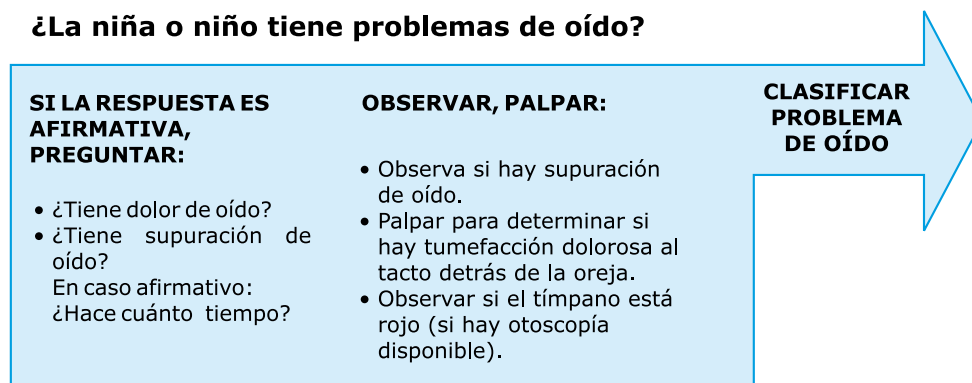 ¿La niña o niño tiene problemas de oído?
SI LA RESPUESTA ES
AFIRMATIVA,
PREGUNTAR:
• ¿Tiene dolor de oído?
• ¿Tiene supuración de
oído?
En caso afirmativo:
¿Hace cuánto tiempo?
OBSERVAR, PALPAR:
• Observa si hay supuración
de oído.
• Palpar para determinar si
hay tumefacción dolorosa al
tacto detrás de la oreja.
• Observar si el tímpano está
rojo (si hay otoscopía
disponible).
CLASIFICAR
PROBLEMA
DE OÍDO